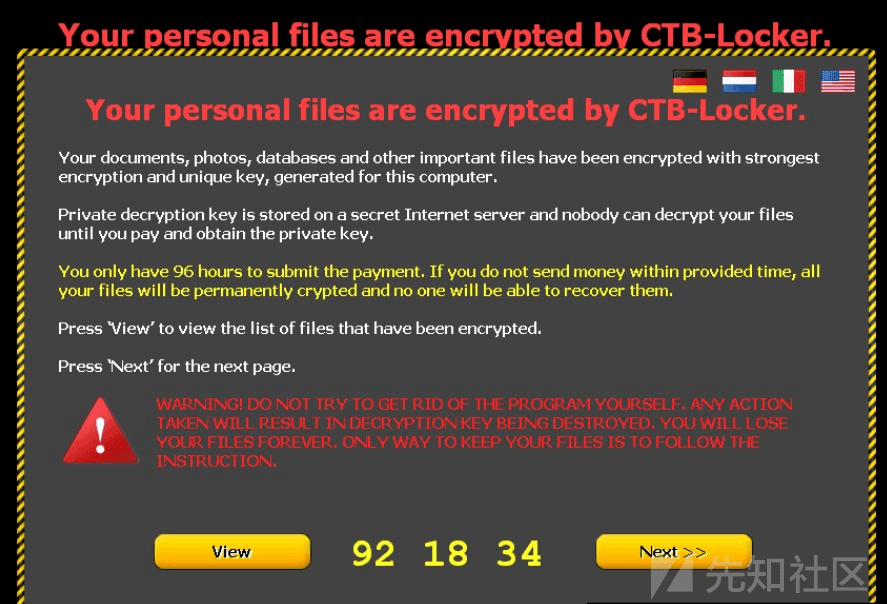 Your personal files are encrypted by CTB-Locker.
Your personal files are encrypted by CTB-Locker.
Your documents, photos, databases and other important files have been encrypted with strongest
encryption and unique key, generated for this computer.
Private decryption key is stored on a secret Internet server and nobody can decrypt your files
until you pay and obtain the private key.
You only have 96 hours to submit the payment. If you do not send money within provided time, all
your files will be permanently crypted and no one will be able to recover them.
Press 'View' to view the list of files that have been encrypted.
Press 'Next' for the next page.
WARNING! DO NOT TRY TO GET RID OF THE PROGRAM YOURSELF. ANY ACTION
TAKEN WILL RESULT IN DECRYPTION KEY BEING DESTROYED. YOU WILL LOSE
YOUR FILES FOREVER. ONLY WAY TO KEEP YOUR FILES IS TO FOLLOW THE
INSTRUCTION.
View
92 18 34
Next >>
先知社区